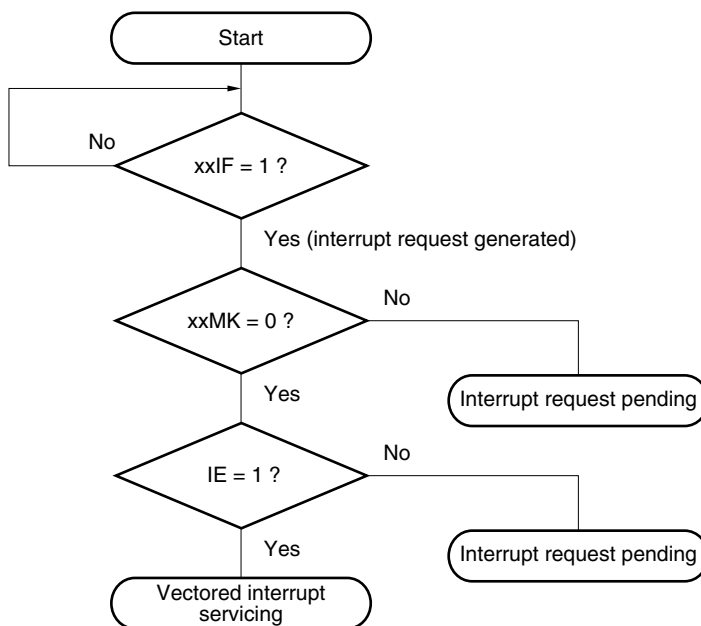 Start
No
xxIF = 1 ?
Yes (interrupt request generated)
No
xxMK = 0 ?
Yes
Interrupt request pending
No
IE = 1 ?
Yes
Interrupt request pending
Vectored interrupt
servicing